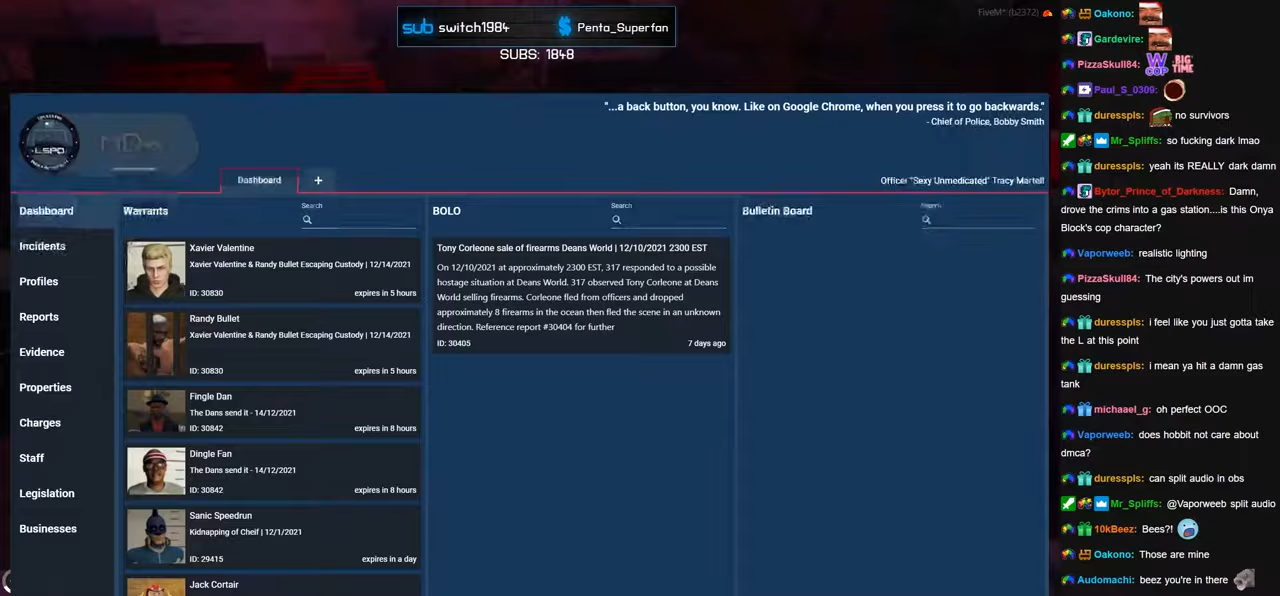 sub switch1984 Penta_Superfan
SUBS: 1848
FiveM* (b2372)
"...a back button, you know. Like on Google Chrome, when you press it to go backwards."
- Chief of Police, Bobby Smith
LSPD
Dashboard +
Officer "Sexy Unmedicated" Tracy Martell
Dashboard
Incidents
Profiles
Reports
Evidence
Properties
Charges
Staff
Legislation
Businesses
Warrants
Search
Xavier Valentine
Xavier Valentine & Randy Bullet Escaping Custody | 12/14/2021
ID: 30830 expires in 5 hours
Randy Bullet
Xavier Valentine & Randy Bullet Escaping Custody | 12/14/2021
ID: 30830 expires in 5 hours
Fingle Dan
The Dans send it - 14/12/2021
ID: 30842 expires in 8 hours
Dingle Fan
The Dans send it - 14/12/2021
ID: 30842 expires in 8 hours
Sanic Speedrun
Kidnapping of Cheif | 12/1/2021
ID: 29415 expires in a day
Jack Cortair
BOLO
Search
Tony Corleone sale of firearms Deans World | 12/10/2021 2300 EST
On 12/10/2021 at approximately 2300 EST, 317 responded to a possible
hostage situation at Deans World. 317 observed Tony Corleone at Deans
World selling firearms. Corleone fled from officers and dropped
approximately 8 firearms in the ocean then fled the scene in an unknown
direction. Reference report #30404 for further
ID: 30405 7 days ago
Bulletin Board
Oakono:
Gardevire:
PizzaSkull84: W COP BIG TIME
Paul_S_0309:
duresspls: no survivors
Mr_Spliffs: so fucking dark lmao
duresspls: yeah its REALLY dark damn
Bytor_Prince_of_Darkness: Damn,
drove the crims into a gas station....is this Onya
Block's cop character?
Vaporweeb: realistic lighting
PizzaSkull84: The city's powers out im
guessing
duresspls: i feel like you just gotta take
the L at this point
duresspls: i mean ya hit a damn gas
tank
michaael_g: oh perfect OOC
Vaporweeb: does hobbit not care about
dmca?
duresspls: can split audio in obs
Mr_Spliffs: @Vaporweeb split audio
10kBeez: Bees?!
Oakono: Those are mine
Audomachi: beez you're in there